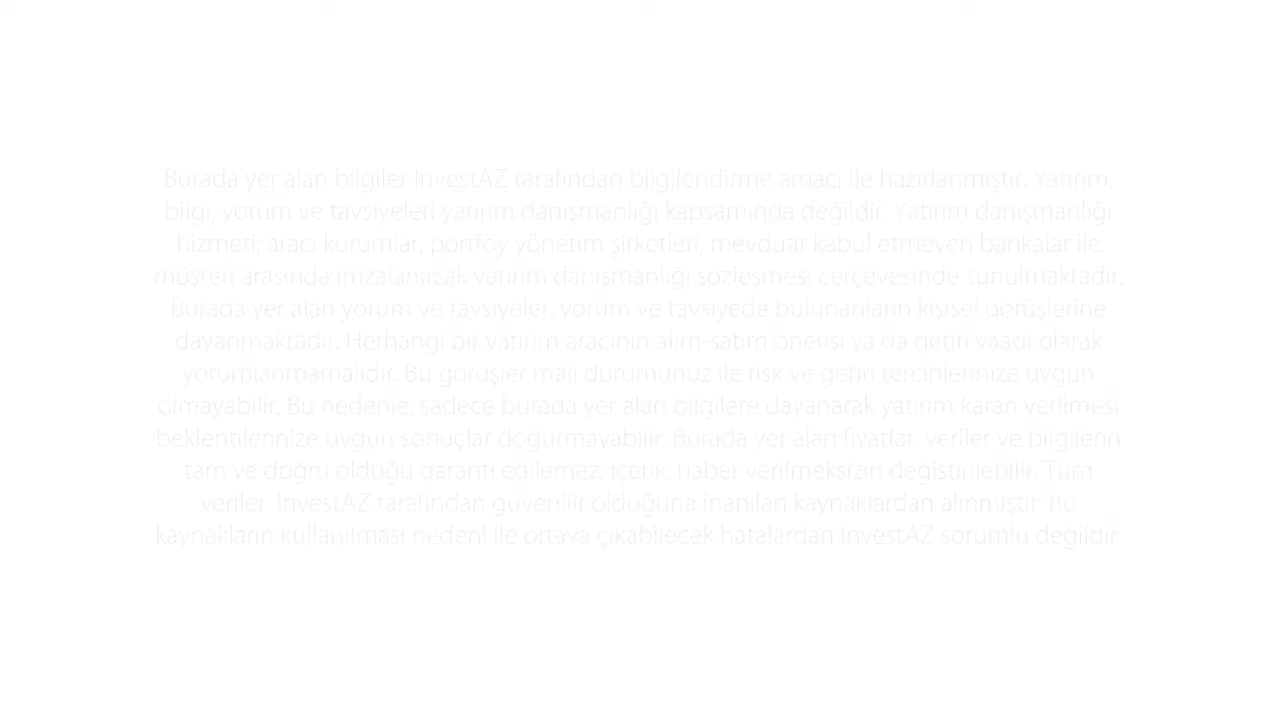 Burada yer alan bilgiler InvestAZ tarafından bilgilendirme amacı ile hazırlanmıştır. Yatırım,
bilgi, yorum ve tavsiyeleri yatırım danışmanlığı kapsamında değildir. Yatırım danışmanlığı
hizmeti; aracı kurumlar, portföy yönetim şirketleri, mevduat kabul etmeyen bankalar ile
müşteri arasında imzalanacak yatırım danışmanlığı sözleşmesi çerçevesinde sunulmaktadır.
Burada yer alan yorum ve tavsiyeler, yorum ve tavsiyede bulunanların kişisel görüşlerine
dayanmaktadır. Herhangi bir yatırım aracının alım-satım önerisi ya da getiri vaadi olarak
yorumlanmamalıdır. Bu görüşler mali durumunuz ile risk ve getiri tercihlerinize uygun
olmayabilir. Bu nedenle, sadece burada yer alan bilgilere dayanarak yatırım kararı verilmesi
beklentilerinize uygun sonuçlar doğurmayabilir. Burada yer alan fiyatlar, veriler ve bilgilerin
tam ve doğru olduğu garanti edilemez; içerik, haber verilmeksizin değiştirilebilir. Tüm
veriler, InvestAZ tarafından güvenilir olduğuna inanılan kaynaklardan alınmıştır. Bu
kaynakların kullanılması nedeni ile ortaya çıkabilecek hatalardan InvestAZ sorumlu değildir.